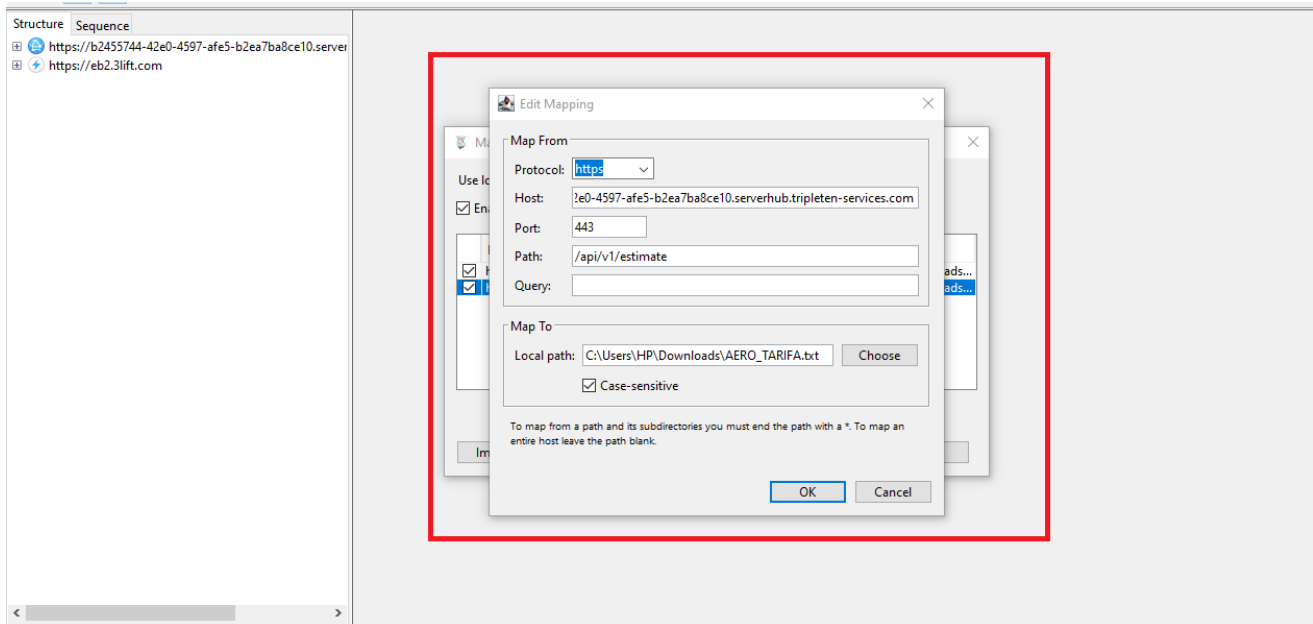 Structure Sequence
https://b2455744-42e0-4597-afe5-b2ea7ba8ce10.server
https://eb2.3lift.com
Edit Mapping
Map From
Protocol: https
Host: 2e0-4597-afe5-b2ea7ba8ce10.serverhub.tripleten-services.com
Port: 443
Path: /api/v1/estimate
Query:
Map To
Local path: C:\Users\HP\Downloads\AERO_TARIFA.txt Choose
Case-sensitive
To map from a path and its subdirectories you must end the path with a *. To map an
entire host leave the path blank.
OK Cancel
Ma
Use lo
En
ads...
ads...
Im